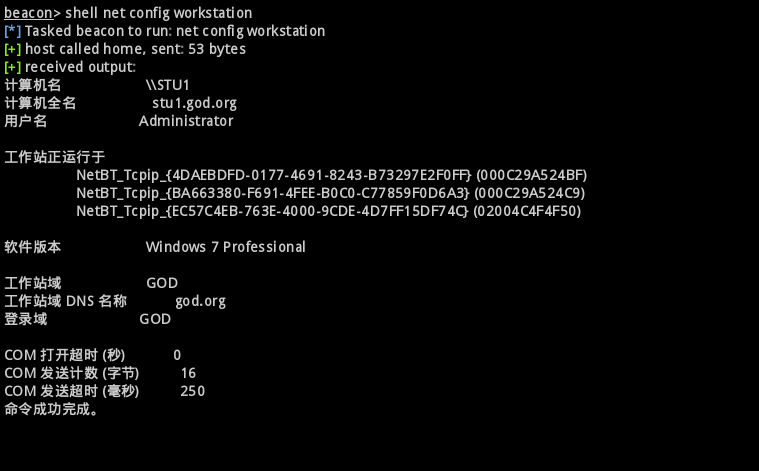 beacon> shell net config workstation
[*] Tasked beacon to run: net config workstation
[+] host called home, sent: 53 bytes
[+] received output:
计算机名                     \\STU1
计算机全名                   stu1.god.org
用户名                       Administrator
工作站正运行于
NetBT_Tcpip_{4DAEBDFD-0177-4691-8243-B73297E2F0FF} (000C29A524BF)
NetBT_Tcpip_{BA663380-F691-4FEE-B0C0-C77859F0D6A3} (000C29A524C9)
NetBT_Tcpip_{EC57C4EB-763E-4000-9CDE-4D7FF15DF74C} (02004C4F4F50)
软件版本                     Windows 7 Professional
工作站域                     GOD
工作站域 DNS 名称            god.org
登录域                       GOD
COM 打开超时 (秒)            0
COM 发送计数 (字节)          16
COM 发送超时 (毫秒)          250
命令成功完成。